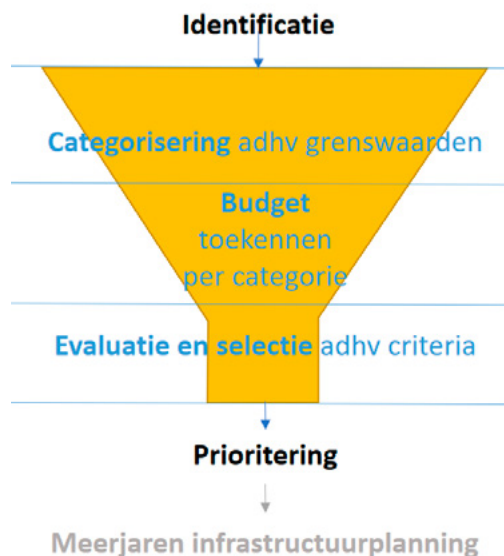 Identificatie
Categorisering adhv grenswaarden
Budget
toekennen
per categorie
Evaluatie en selectie adhv criteria
Prioritering
Meerjaren infrastructuurplanning